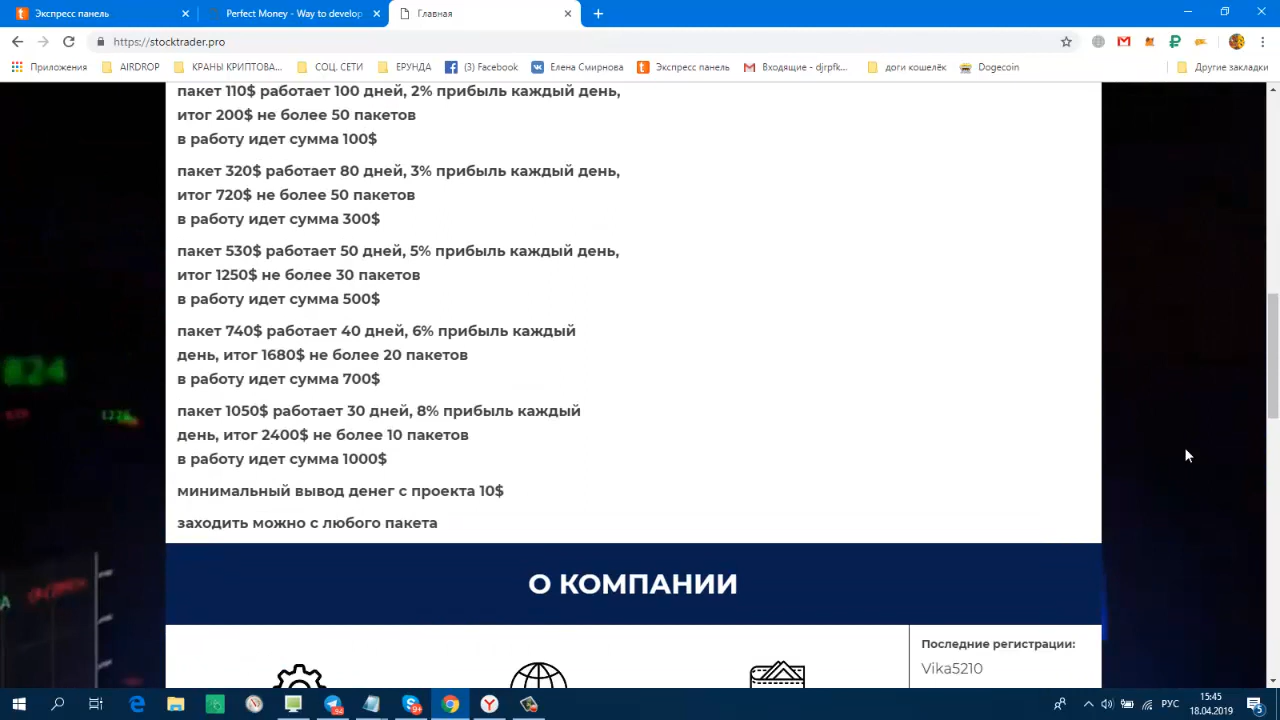 Экспресс панель
Perfect Money - Way to develop
Главная
https://stocktrader.pro
Приложения
AIRDROP
КРАНЫ КРИПТОВА...
СОЦ. СЕТИ
ЕРУНДА
(3) Facebook
Елена Смирнова
Экспресс панель
Входящие - djrpfk...
доги кошелёк
Dogecoin
Другие закладки
пакет 110$ работает 100 дней, 2% прибыль каждый день,
итог 200$ не более 50 пакетов
в работу идет сумма 100$
пакет 320$ работает 80 дней, 3% прибыль каждый день,
итог 720$ не более 50 пакетов
в работу идет сумма 300$
пакет 530$ работает 50 дней, 5% прибыль каждый день,
итог 1250$ не более 30 пакетов
в работу идет сумма 500$
пакет 740$ работает 40 дней, 6% прибыль каждый
день, итог 1680$ не более 20 пакетов
в работу идет сумма 700$
пакет 1050$ работает 30 дней, 8% прибыль каждый
день, итог 2400$ не более 10 пакетов
в работу идет сумма 1000$
минимальный вывод денег с проекта 10$
заходить можно с любого пакета
О КОМПАНИИ
Последние регистрации:
Vika5210
РУС
15:45
18.04.2019